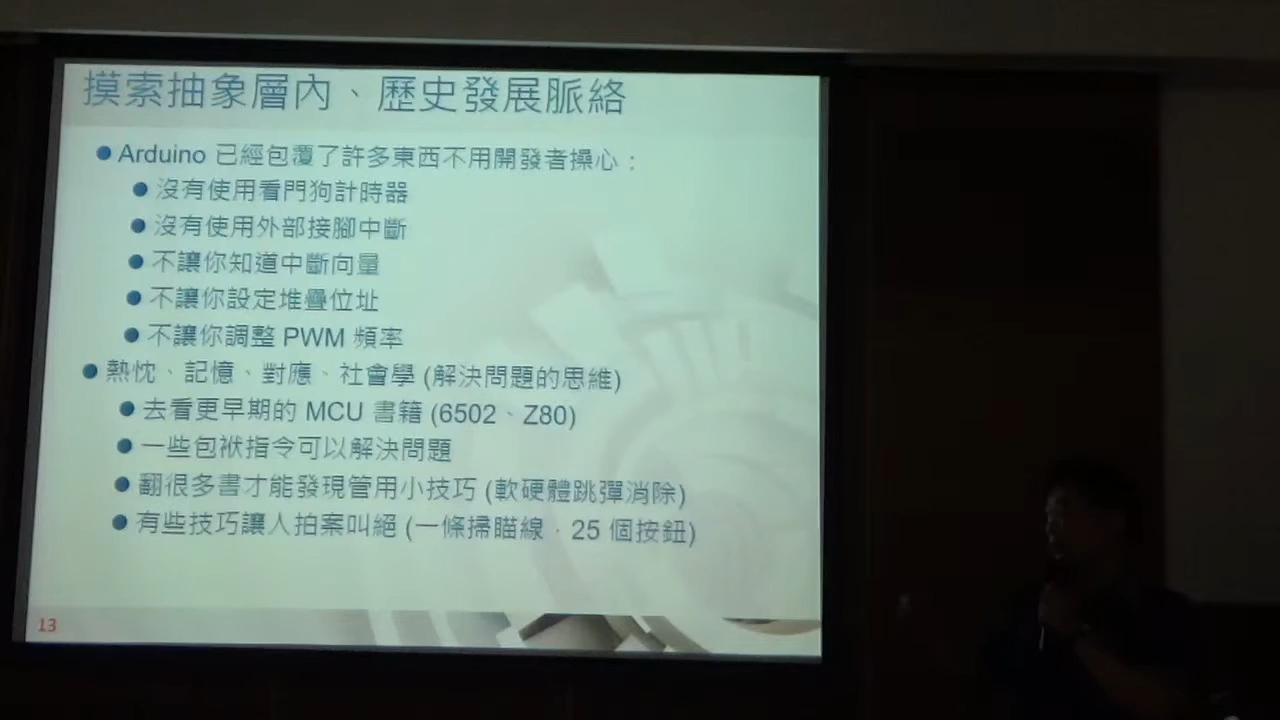 摸索抽象層內、歷史發展脈絡
Arduino 已經包覆了許多東西不用開發者操心：
沒有使用看門狗計時器
沒有使用外部接腳中斷
不讓你知道中斷向量
不讓你設定堆疊位址
不讓你調整 PWM 頻率
熱忱、記憶、對應、社會學 (解決問題的思維)
去看更早期的 MCU 書籍 (6502、Z80)
一些包袱指令可以解決問題
翻很多書才能發現管用小技巧 (軟硬體跳彈消除)
有些技巧讓人拍案叫絕 (一條掃瞄線，25 個按鈕)
13